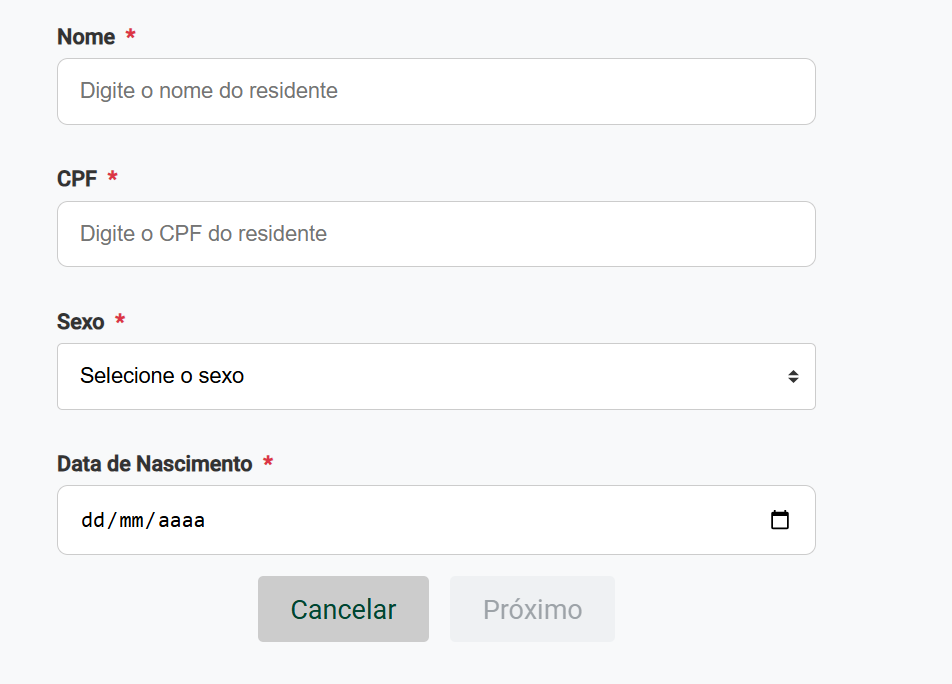 Nome *
Digite o nome do residente
CPF *
Digite o CPF do residente
Sexo *
Selecione o sexo
Data de Nascimento *
dd/mm/aaaa
Cancelar Próximo